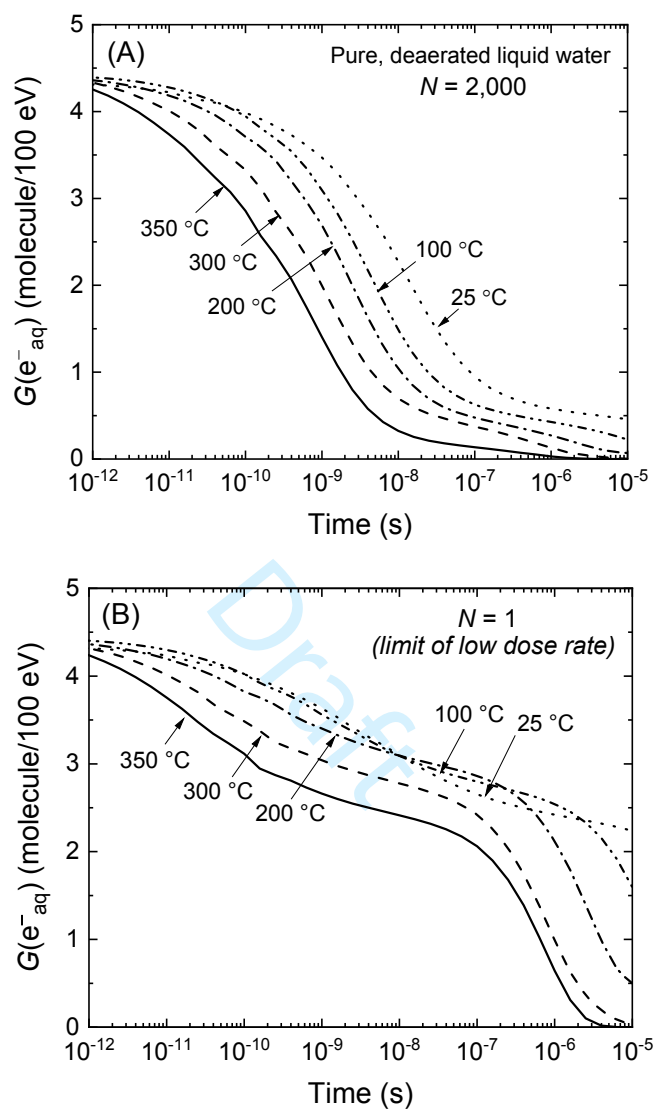 (A)
Pure, deaerated liquid water
N = 2,000
G(e⁻aq) (molecule/100 eV)
5
4
3
2
1
0
350 °C
300 °C
200 °C
100 °C
25 °C
10⁻¹² 10⁻¹¹ 10⁻¹⁰ 10⁻⁹ 10⁻⁸ 10⁻⁷ 10⁻⁶ 10⁻⁵
Time (s)
(B)
N = 1
(limit of low dose rate)
G(e⁻aq) (molecule/100 eV)
5
4
3
2
1
0
100 °C
25 °C
350 °C
300 °C
200 °C
10⁻¹² 10⁻¹¹ 10⁻¹⁰ 10⁻⁹ 10⁻⁸ 10⁻⁷ 10⁻⁶ 10⁻⁵
Time (s)
Draft